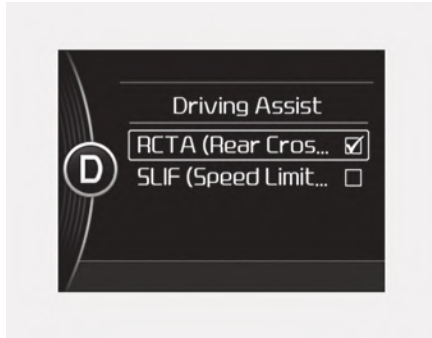 Driving Assist
RCTA (Rear Cros...
D
SLIF (Speed Limit...